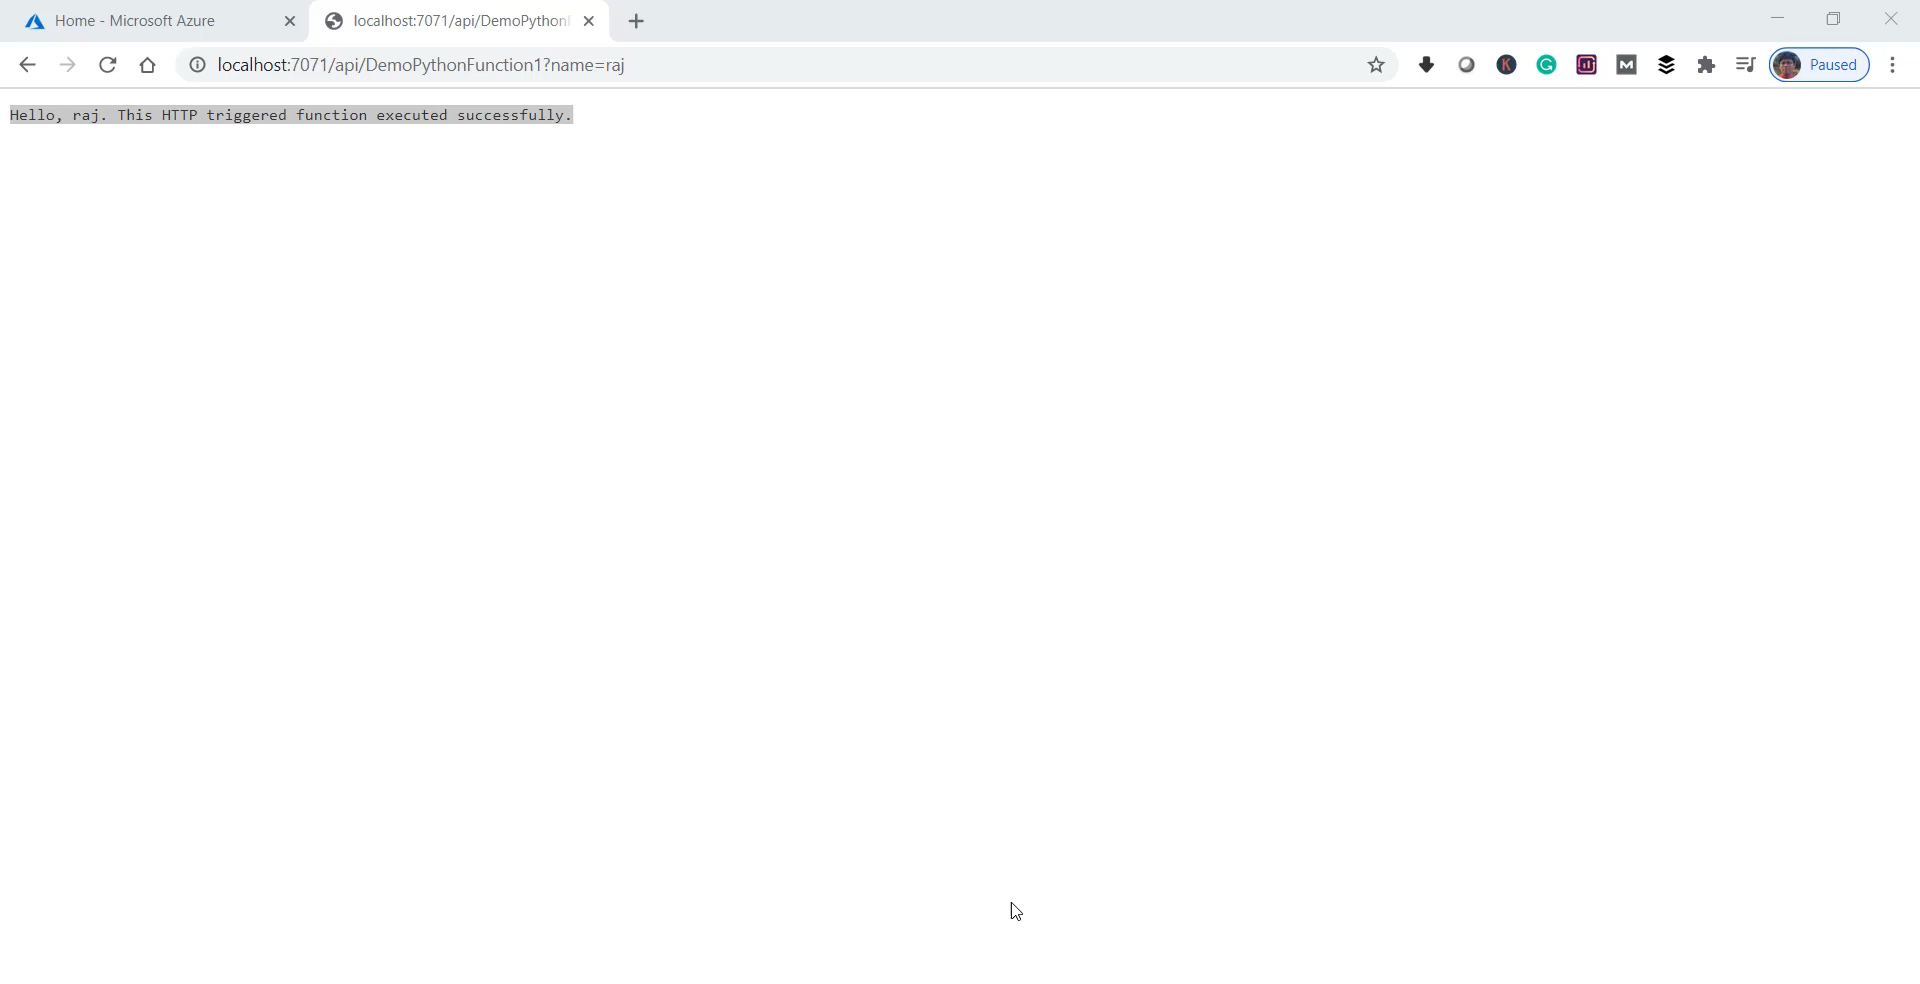 Home - Microsoft Azure
localhost:7071/api/DemoPython
localhost:7071/api/DemoPythonFunction1?name=raj
K
G
M
Paused
Hello, raj. This HTTP triggered function executed successfully.